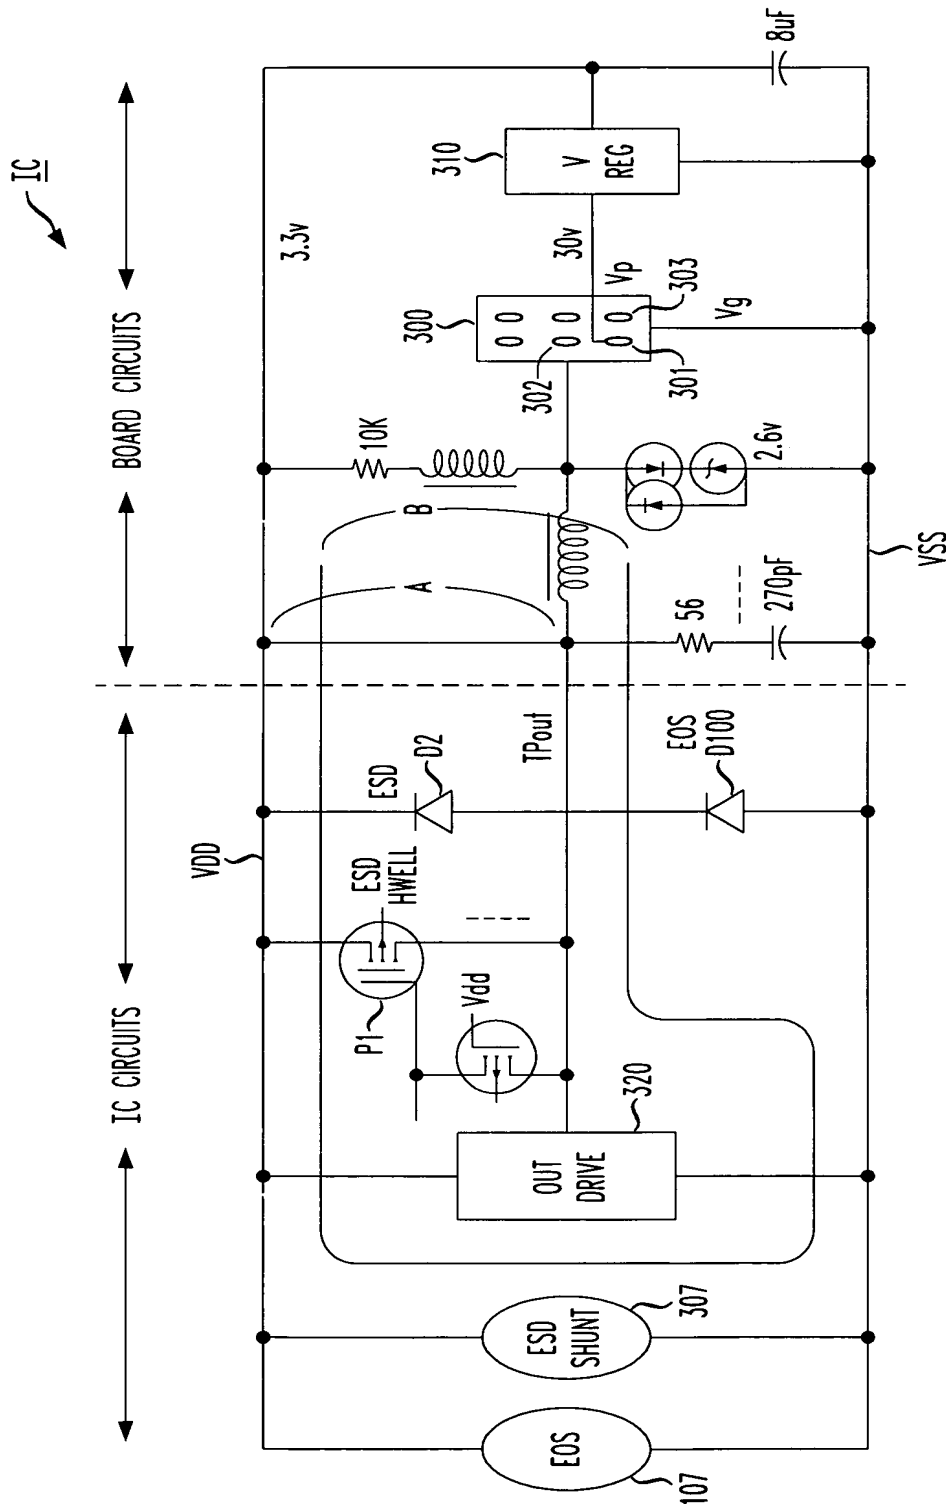 IC
IC CIRCUITS
BOARD CIRCUITS
VDD
3.3v
P1
ESD
HWELL
Vdd
ESD
D2
A
B
10K
300
302
30v
Vp
310
V
REG
8uF
EOS
107
ESD
SHUNT
307
OUT
DRIVE
320
TPout
EOS
D100
56
270pF
2.6v
301
303
Vg
VSS